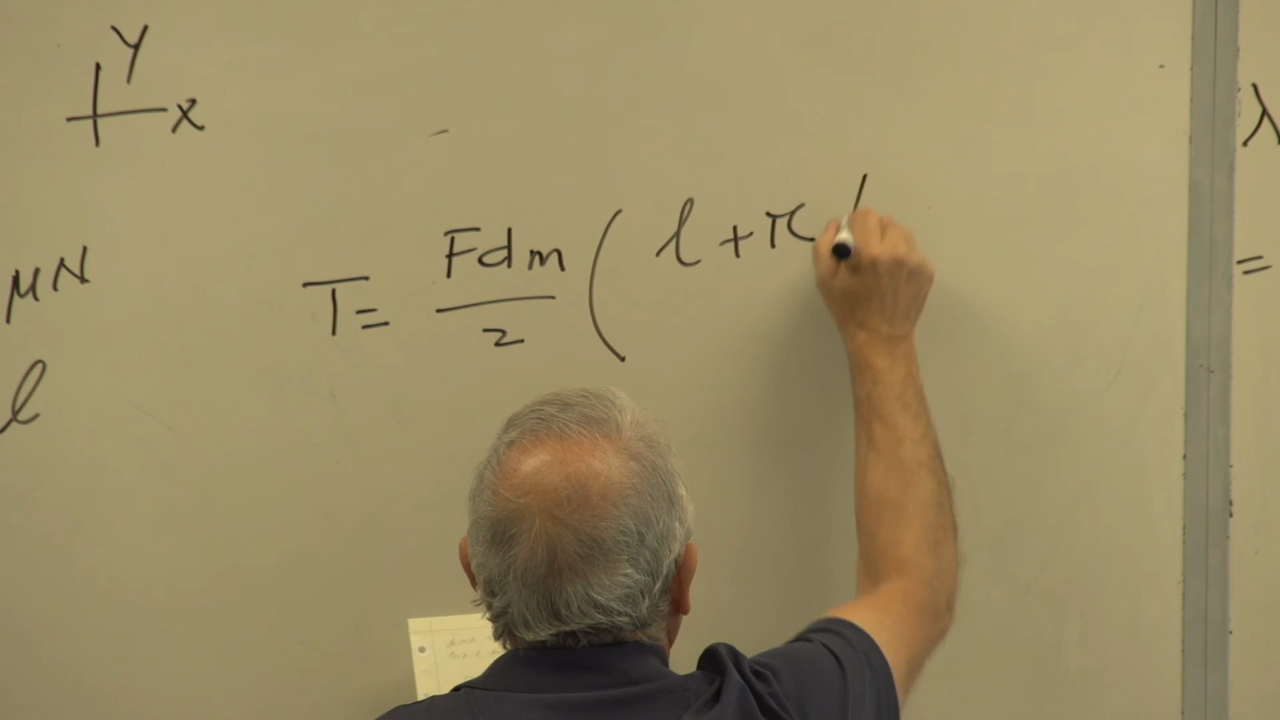 Y
X
μN
l
T = Fdm/2 ( l + π
λ
=